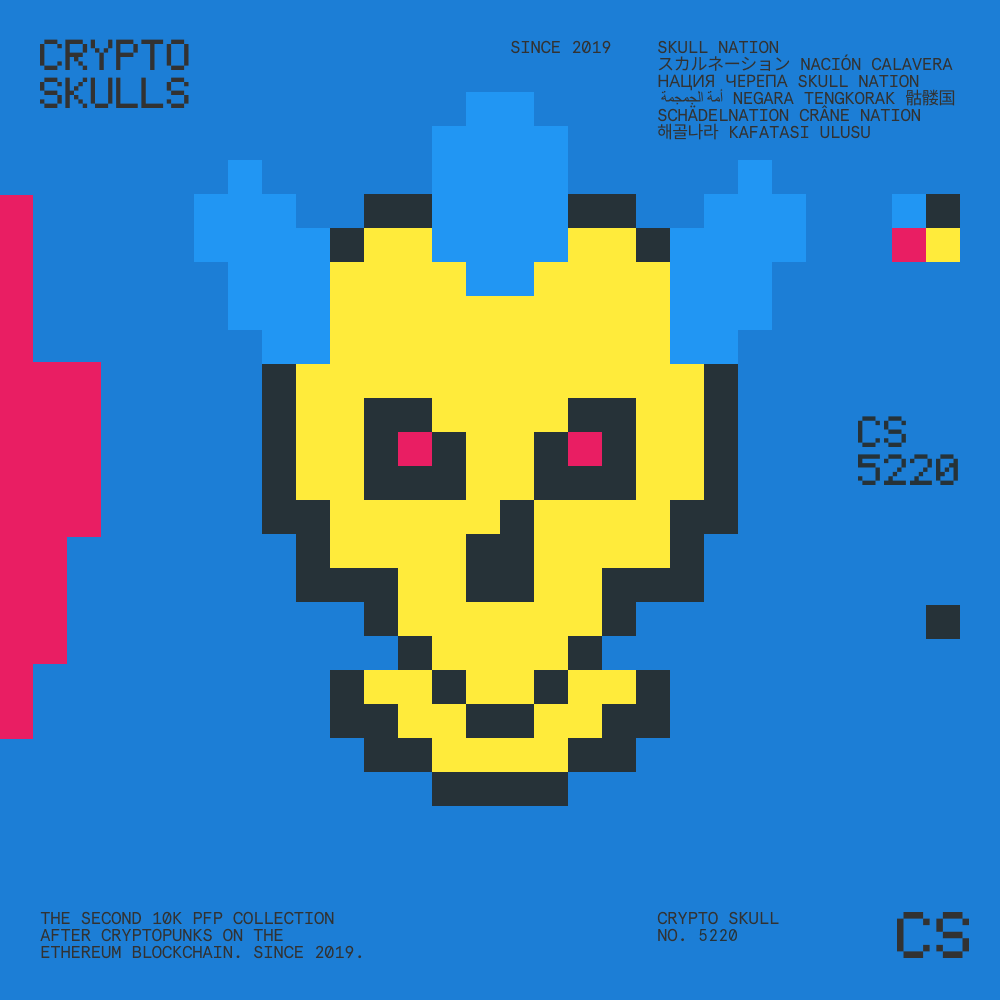 CRYPTO
SKULLS
SINCE 2019
SKULL NATION
スカルネーション NACIÓN CALAVERA
НАЦИЯ ЧЕРЕПА SKULL NATION
أمة الجمجمة NEGARA TENGKORAK 骷髅国
SCHÄDELNATION CRÂNE NATION
해골나라 KAFATASI ULUSU
CS
5220
THE SECOND 10K PFP COLLECTION
AFTER CRYPTOPUNKS ON THE
ETHEREUM BLOCKCHAIN. SINCE 2019.
CRYPTO SKULL
NO. 5220
CS